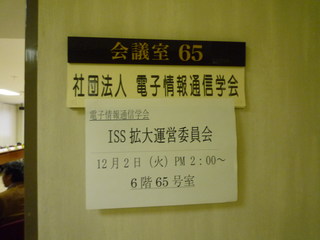 会議室 65
社団法人 電子情報通信学会
電子情報通信学会
ISS 拡大運営委員会
12月2日(火)PM 2:00~
6階65号室